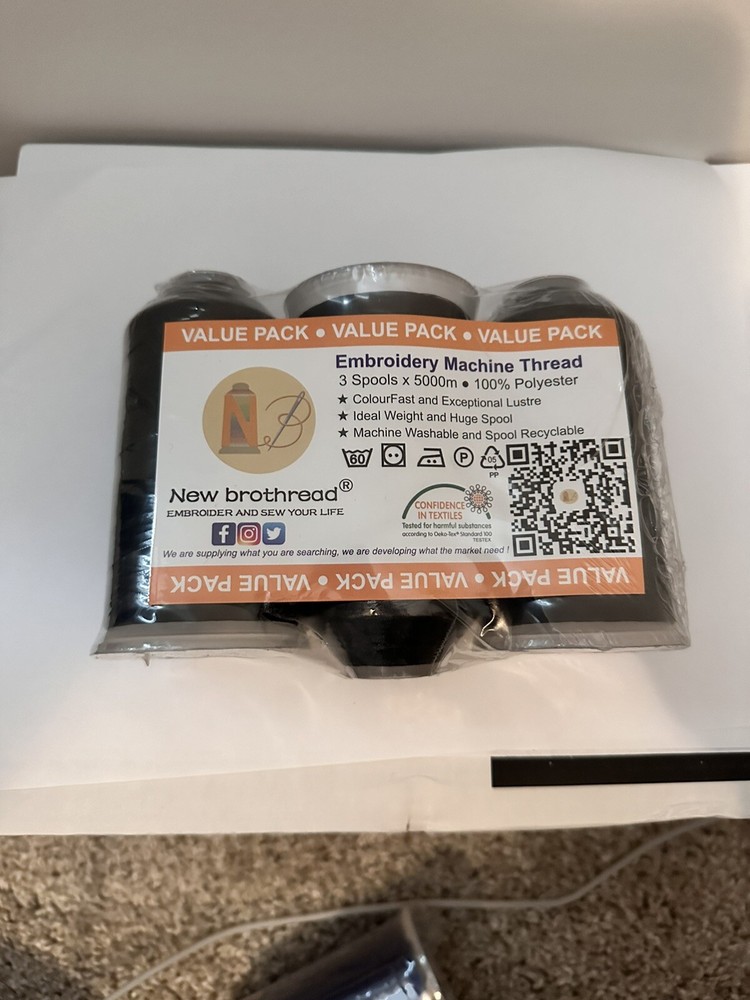 VALUE PACK ● VALUE PACK ● VALUE PACK
Embroidery Machine Thread
3 Spools x 5000m ● 100% Polyester
★ ColourFast and Exceptional Lustre
★ Ideal Weight and Huge Spool
★ Machine Washable and Spool Recyclable
60
P
05
PP
NB
New brothread®
EMBROIDER AND SEW YOUR LIFE
CONFIDENCE
IN TEXTILES
Tested for harmful substances
according to Oeko-Tex® Standard 100
TESTEX
We are supplying what you are searching, we are developing what the market need !
VALUE PACK ● VALUE PACK ● VALUE PACK